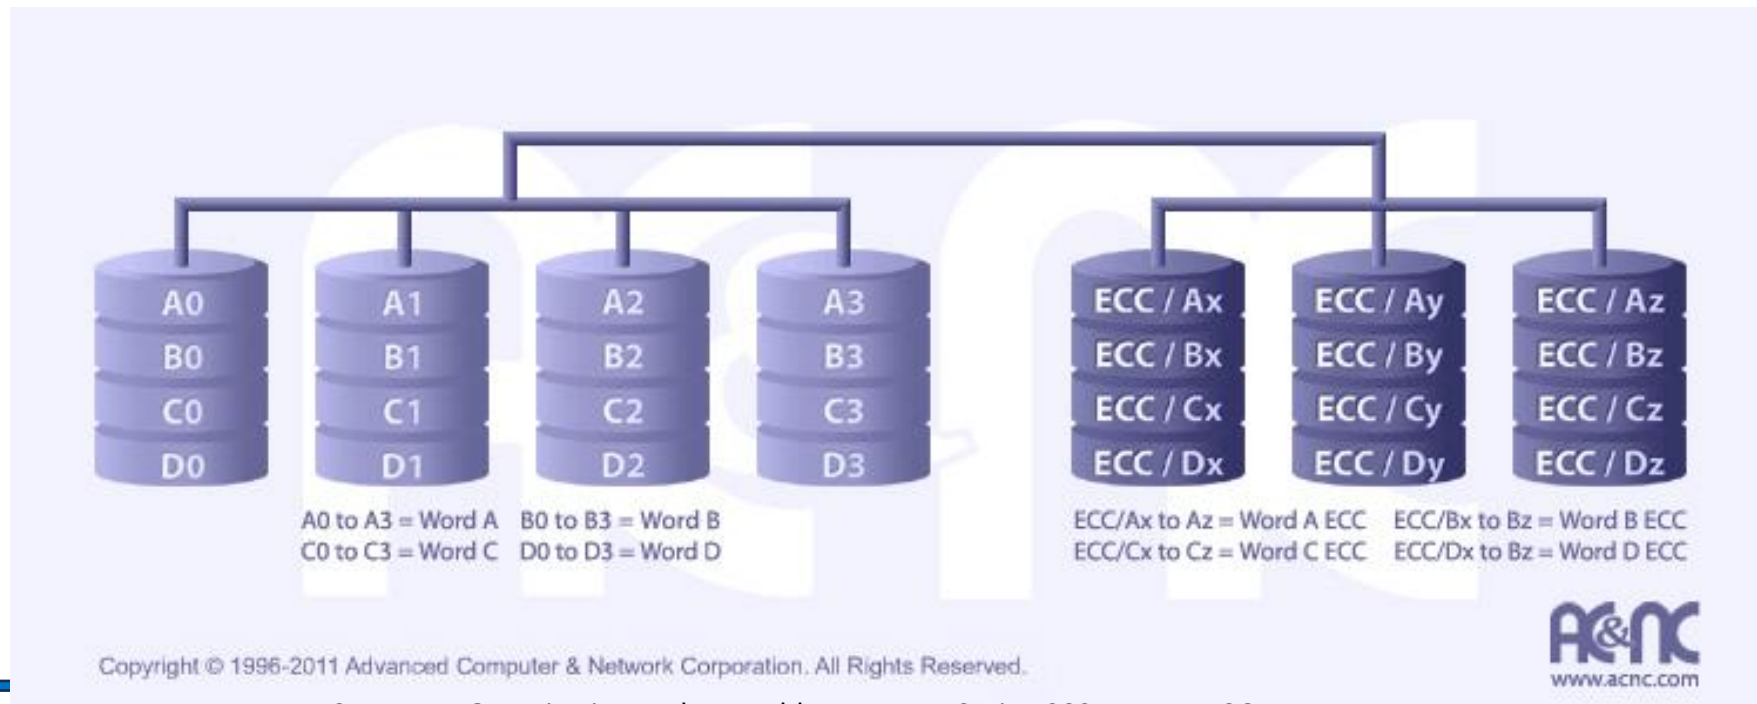 A0 A1 A2 A3 ECC / Ax ECC / Ay ECC / Az
B0 B1 B2 B3 ECC / Bx ECC / By ECC / Bz
C0 C1 C2 C3 ECC / Cx ECC / Cy ECC / Cz
D0 D1 D2 D3 ECC / Dx ECC / Dy ECC / Dz
A0 to A3 = Word A B0 to B3 = Word B
C0 to C3 = Word C D0 to D3 = Word D
ECC/Ax to Az = Word A ECC ECC/Bx to Bz = Word B ECC
ECC/Cx to Cz = Word C ECC ECC/Dx to Bz = Word D ECC
AC&NC
www.acnc.com
Copyright © 1996-2011 Advanced Computer & Network Corporation. All Rights Reserved.